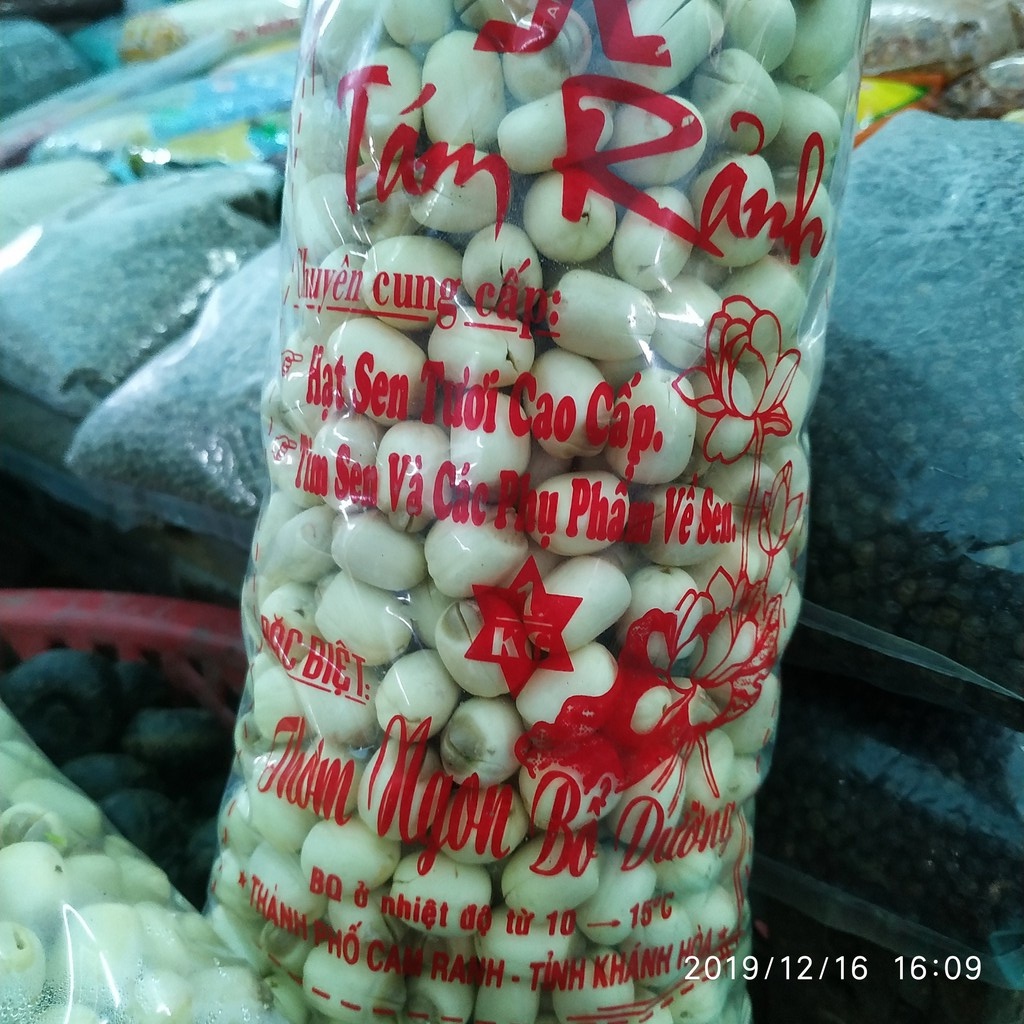 Tám Rảnh
Chuyên cung cấp:
Hạt Sen Tươi Cao Cấp.
Tim Sen Và Các Phụ Phẩm Về Sen.
1
KG
ĐẶC BIỆT:
Thơm Ngon Bổ Dưỡng
BQ ở nhiệt độ từ 10 → 15°C
* THÀNH PHỐ CAM RANH - TỈNH KHÁNH HÒA *
2019/12/16 16:09